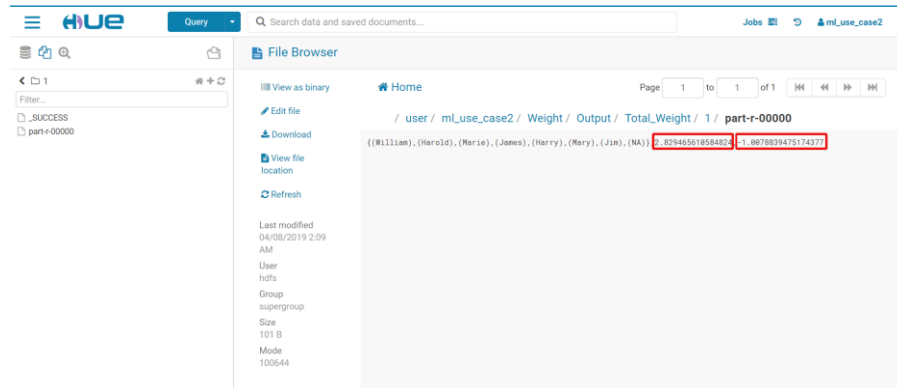 HUE
Query
Search data and saved documents...
Jobs
ml_use_case2
1
Filter...
_SUCCESS
part-r-00000
File Browser
View as binary
Edit file
Download
View file
location
Refresh
Last modified
04/08/2019 2:09
AM
User
hdfs
Group
supergroup
Size
101 B
Mode
100644
Home
Page 1 to 1 of 1
/ user / ml_use_case2 / Weight / Output / Total_Weight / 1 / part-r-00000
{(William),(Harold),(Marie),(James),(Harry),(Mary),(Jim),(NA)},2.829465610584824,-1.0078839475174377